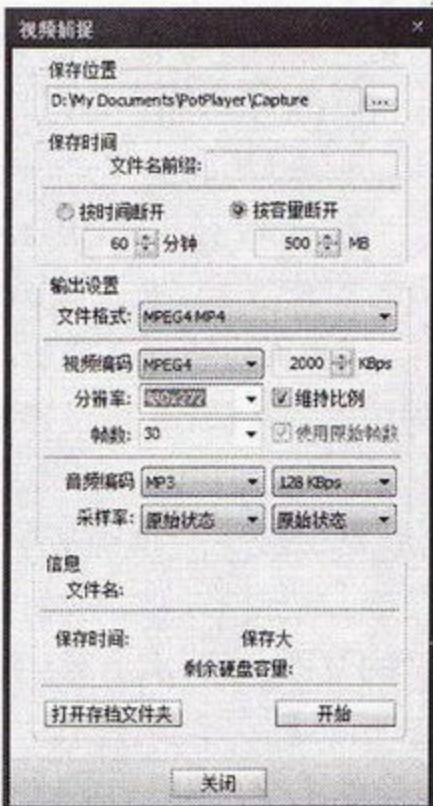 视频捕捉
保存位置
D:\My Documents\PotPlayer\Capture ...
保存时间
文件名前缀:
按时间断开 按容量断开
60 分钟 500 MB
输出设置
文件格式: MPEG4 MP4
视频编码 MPEG4 2000 KBps
分辨率: 维持比例
帧数: 30 使用原始帧数
音频编码 MP3 128 KBps
采样率: 原始状态 原始状态
信息
文件名:
保存时间: 保存大
剩余硬盘容量:
打开存档文件夹 开始
关闭